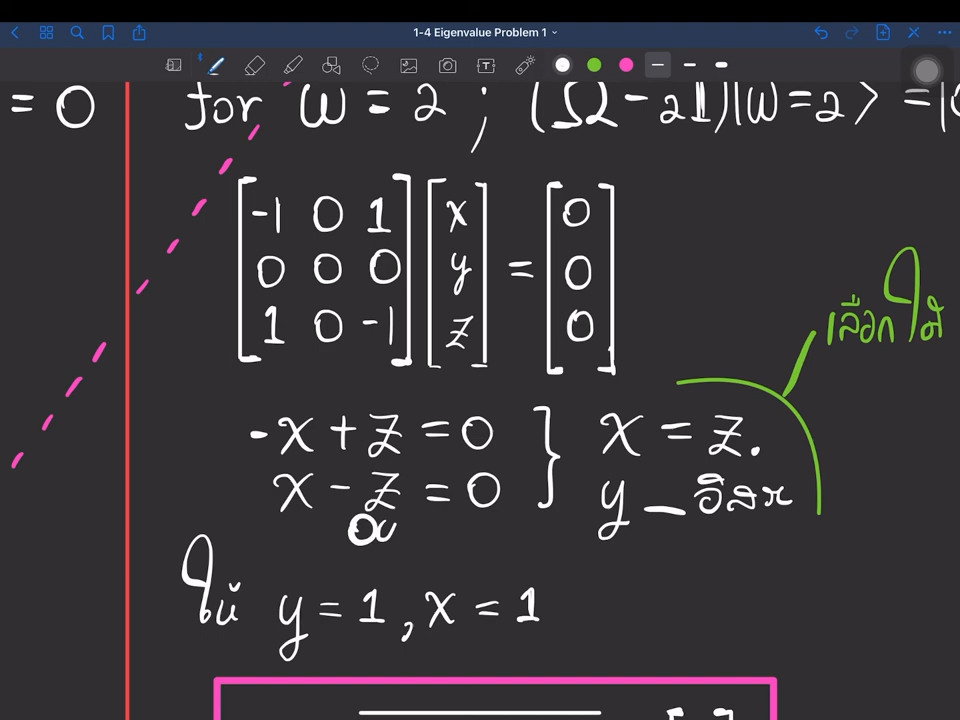 1-4 Eigenvalue Problem 1
= 0
for ω = 2 ; (Ω - 2𝟙)|ω=2> = |0
[-1 0 1] [x] [0]
[0 0 0] [y] = [0]
[1 0 -1] [z] [0]
เลือกได้
-x + z = 0 } x = z.
x - z = 0 } y _ อิสระ
ให้ y = 1 , x = 1